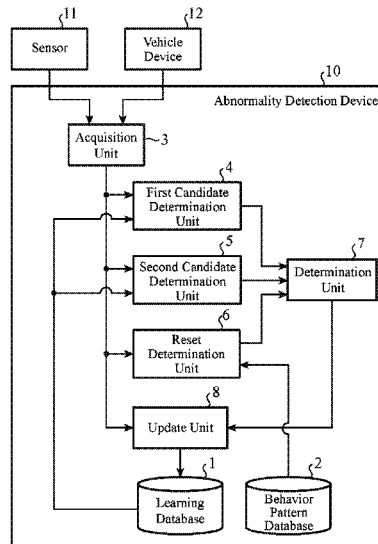 11
12
Sensor
Vehicle
Device
10
Abnormality Detection Device
Acquisition
Unit
3
4
First Candidate
Determination
Unit
5
Second Candidate
Determination
Unit
7
Determination
Unit
6
Reset
Determination
Unit
8
Update Unit
1
Learning
Database
2
Behavior
Pattern
Database